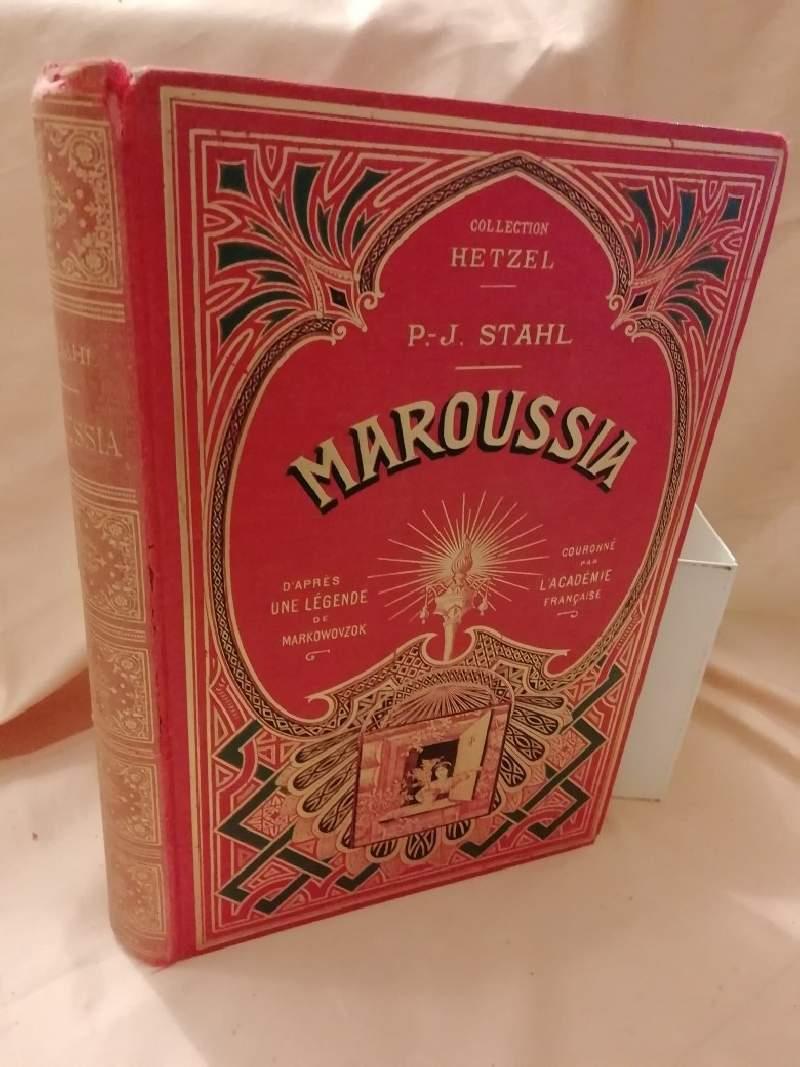 COLLECTION
HETZEL
P.-J. STAHL
MAROUSSIA
D'APRÈS
UNE LÉGENDE
DE
MARKOWOVZOK
COURONNÉ
PAR
L'ACADÉMIE
FRANÇAISE